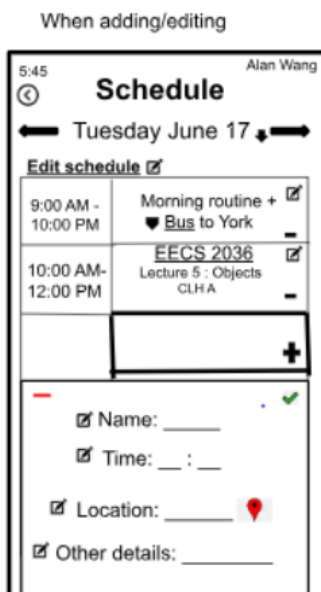 When adding/editing
5:45
Alan Wang
Schedule
Tuesday June 17
Edit schedule
9:00 AM -
10:00 PM
Morning routine +
Bus to York
10:00 AM-
12:00 PM
EECS 2036
Lecture 5 : Objects
CLH A
Name: _____
Time: __ : __
Location: ______
Other details: ________